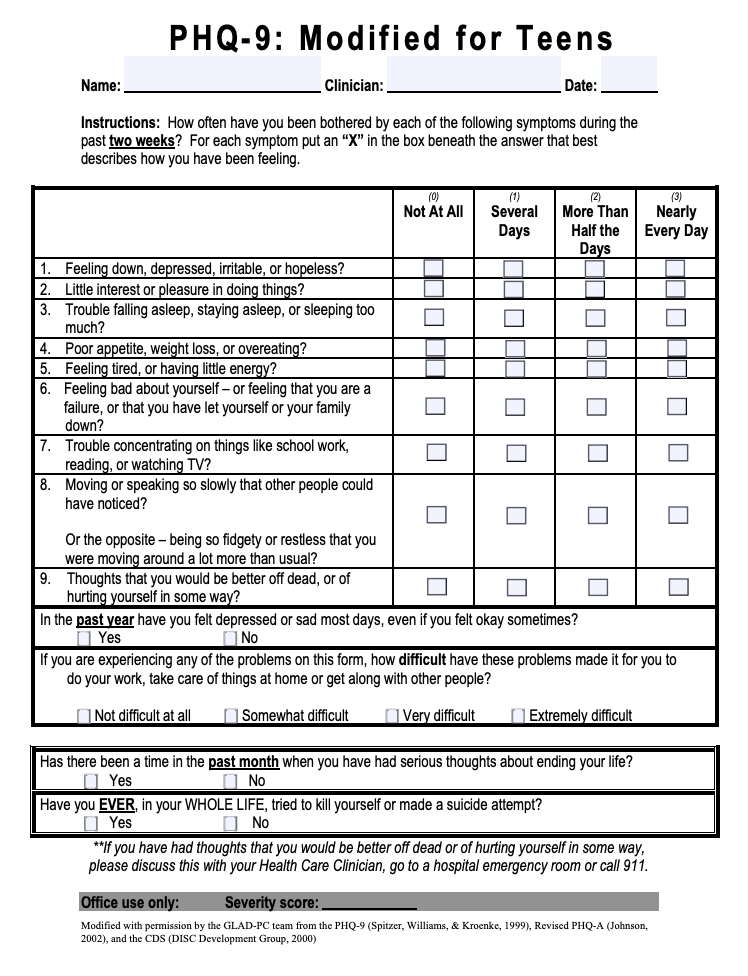 PHQ-9: Modified for Teens
Name: Clinician: Date:
Instructions: How often have you been bothered by each of the following symptoms during the
past two weeks? For each symptom put an “X” in the box beneath the answer that best
describes how you have been feeling.
(0) (1) (2) (3)
Not At All Several More Than Nearly
Days Half the Every Day
Days
1. Feeling down, depressed, irritable, or hopeless?
2. Little interest or pleasure in doing things?
3. Trouble falling asleep, staying asleep, or sleeping too
much?
4. Poor appetite, weight loss, or overeating?
5. Feeling tired, or having little energy?
6. Feeling bad about yourself – or feeling that you are a
failure, or that you have let yourself or your family
down?
7. Trouble concentrating on things like school work,
reading, or watching TV?
8. Moving or speaking so slowly that other people could
have noticed?
Or the opposite – being so fidgety or restless that you
were moving around a lot more than usual?
9. Thoughts that you would be better off dead, or of
hurting yourself in some way?
In the past year have you felt depressed or sad most days, even if you felt okay sometimes?
Yes No
If you are experiencing any of the problems on this form, how difficult have these problems made it for you to
do your work, take care of things at home or get along with other people?
Not difficult at all Somewhat difficult Very difficult Extremely difficult
Has there been a time in the past month when you have had serious thoughts about ending your life?
Yes No
Have you EVER, in your WHOLE LIFE, tried to kill yourself or made a suicide attempt?
Yes No
**If you have had thoughts that you would be better off dead or of hurting yourself in some way,
please discuss this with your Health Care Clinician, go to a hospital emergency room or call 911.
Office use only: Severity score:
Modified with permission by the GLAD-PC team from the PHQ-9 (Spitzer, Williams, & Kroenke, 1999), Revised PHQ-A (Johnson,
2002), and the CDS (DISC Development Group, 2000)